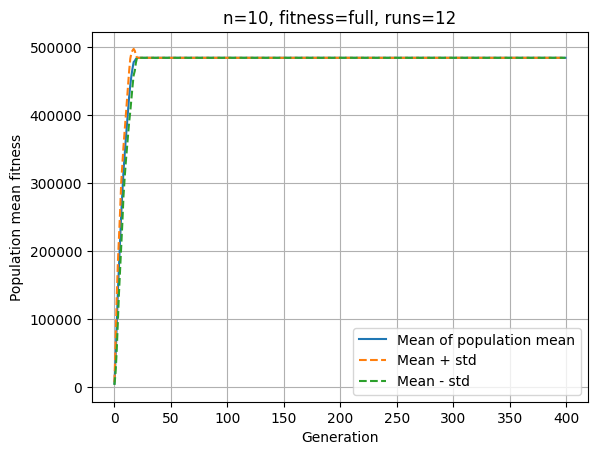 n=10, fitness=full, runs=12
Population mean fitness
500000
400000
300000
200000
100000
0
Mean of population mean
Mean + std
Mean - std
0 50 100 150 200 250 300 350 400
Generation